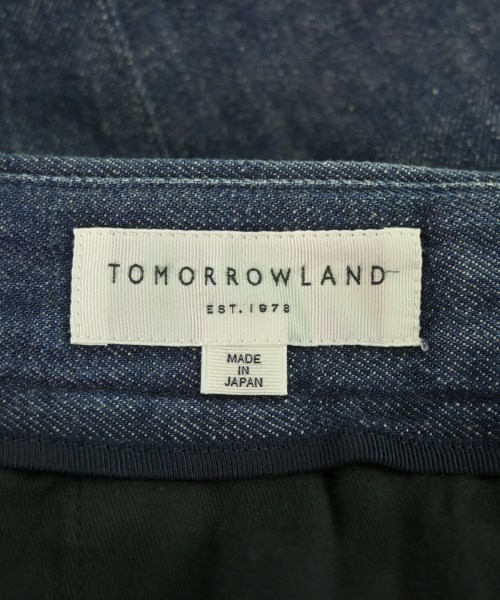 TOMORROWLAND
EST. 1978
MADE
IN
JAPAN